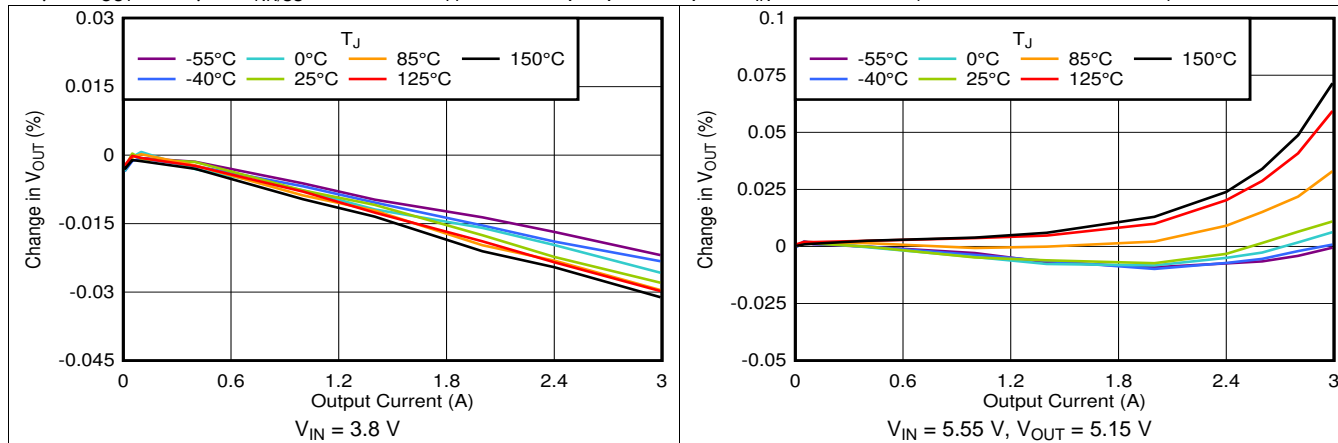 T_J
-55°C 0°C 85°C 150°C
-40°C 25°C 125°C
Change in V_OUT (%)
0.03
0.015
0
-0.015
-0.03
-0.045
0 0.6 1.2 1.8 2.4 3
Output Current (A)
V_IN = 3.8 V
T_J
-55°C 0°C 85°C 150°C
-40°C 25°C 125°C
Change in V_OUT (%)
0.1
0.075
0.05
0.025
0
-0.025
-0.05
0 0.6 1.2 1.8 2.4 3
Output Current (A)
V_IN = 5.55 V, V_OUT = 5.15 V